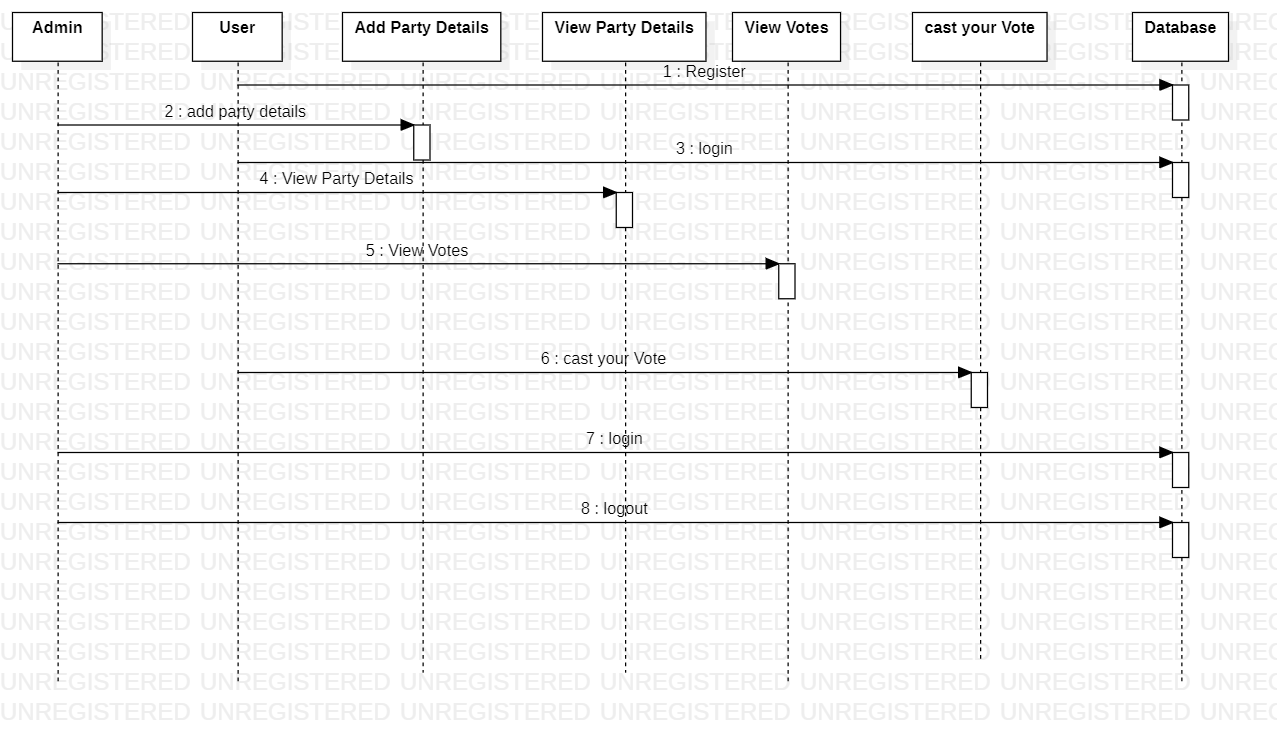 Admin
User
Add Party Details
View Party Details
View Votes
cast your Vote
Database
1 : Register
2 : add party details
3 : login
4 : View Party Details
5 : View Votes
6 : cast your Vote
7 : login
8 : logout
UNREGISTERED